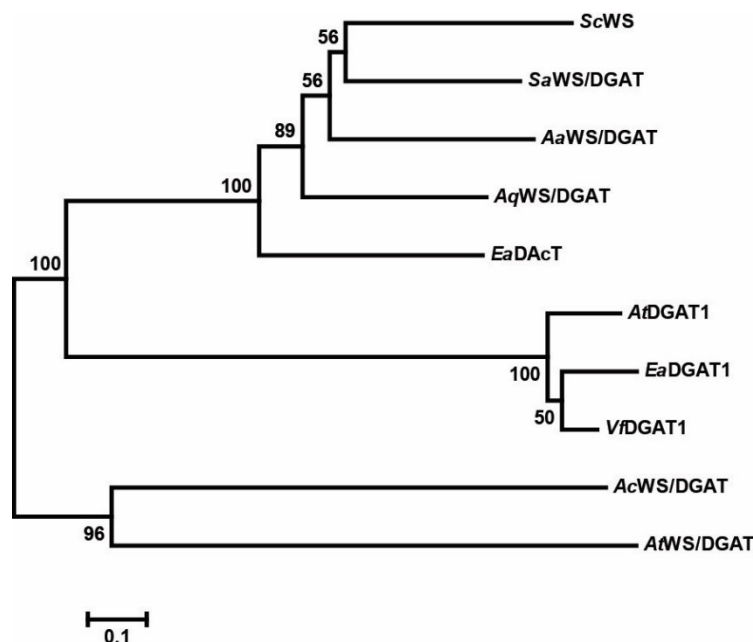 ScWS
56
SaWS/DGAT
56
AaWS/DGAT
89
AqWS/DGAT
100
EaDAcT
100
AtDGAT1
100
EaDGAT1
50
VfDGAT1
AcWS/DGAT
96
AtWS/DGAT
0.1